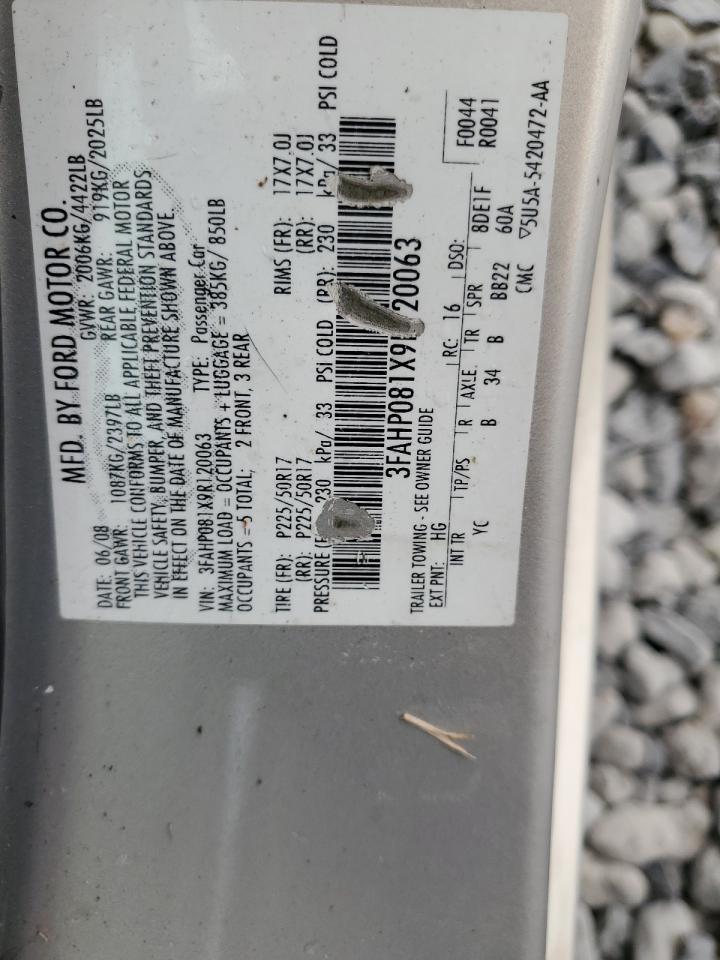 MFD. BY FORD MOTOR CO.
DATE: 06/08 GVWR: 2006KG/4422LB
FRONT GAWR: 1087KG/2397LB REAR GAWR: 919KG/2025LB
THIS VEHICLE CONFORMS TO ALL APPLICABLE FEDERAL MOTOR
VEHICLE SAFETY, BUMPER, AND THEFT PREVENTION STANDARDS
IN EFFECT ON THE DATE OF MANUFACTURE SHOWN ABOVE.
VIN: 3FAHP081X9R120063 TYPE: Passenger Car
MAXIMUM LOAD = OCCUPANTS + LUGGAGE = 385KG/ 850LB
OCCUPANTS = 5 TOTAL, 2 FRONT, 3 REAR
TIRE (FR): P225/50R17 RIMS (FR): 17X7.0J
(RR): P225/50R17 (RR): 17X7.0J
PRESSURE 230 kPa/ 33 PSI COLD (RR): 230 kPa/ 33 PSI COLD
3FAHP081X9 20063
TRAILER TOWING - SEE OWNER GUIDE
EXT PNT: HG RC: 16 DSO: F0044
8DE1F R0041
INT TR TP/PS R AXLE TR SPR 60A
YC B 34 B BB22
CMC ▽5U5A-5420472-AA